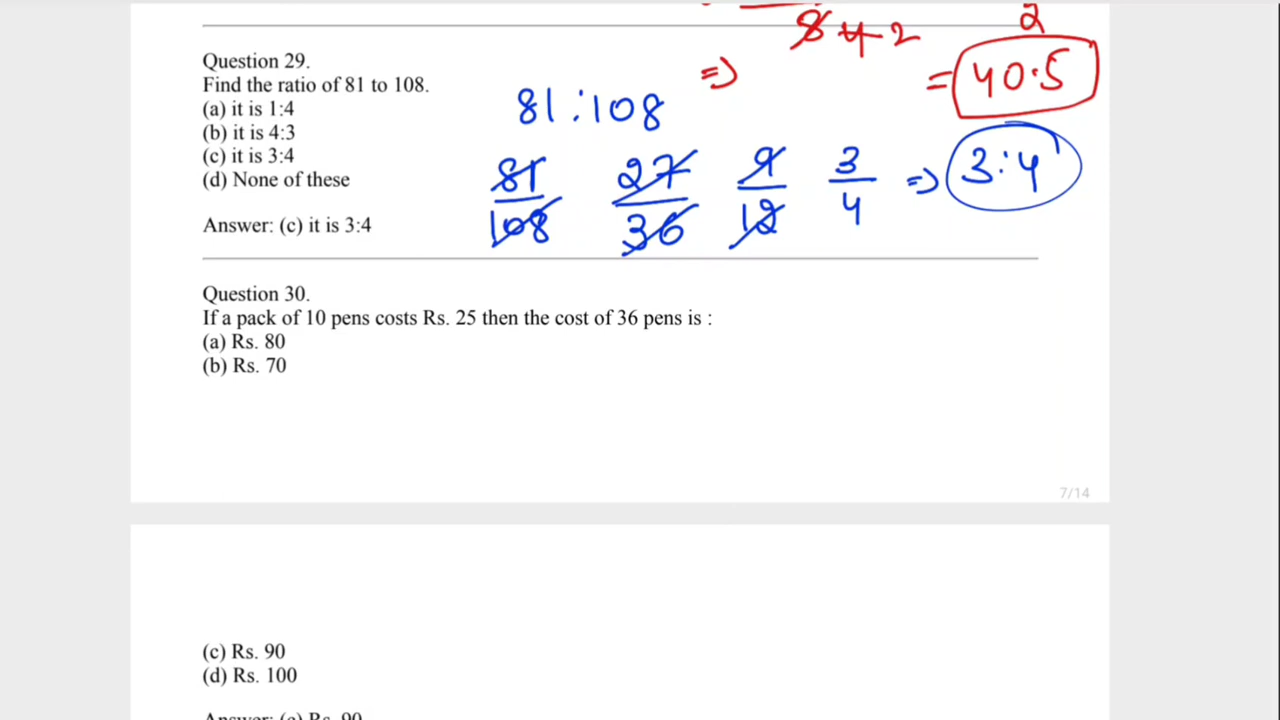 8 4 2
2
=>
= 40.5
Question 29.
Find the ratio of 81 to 108.
(a) it is 1:4
(b) it is 4:3
(c) it is 3:4
(d) None of these
Answer: (c) it is 3:4
81:108
81/108 27/36 9/12 3/4 => 3:4
Question 30.
If a pack of 10 pens costs Rs. 25 then the cost of 36 pens is :
(a) Rs. 80
(b) Rs. 70
7/14
(c) Rs. 90
(d) Rs. 100
Answer: (c) Rs. 90